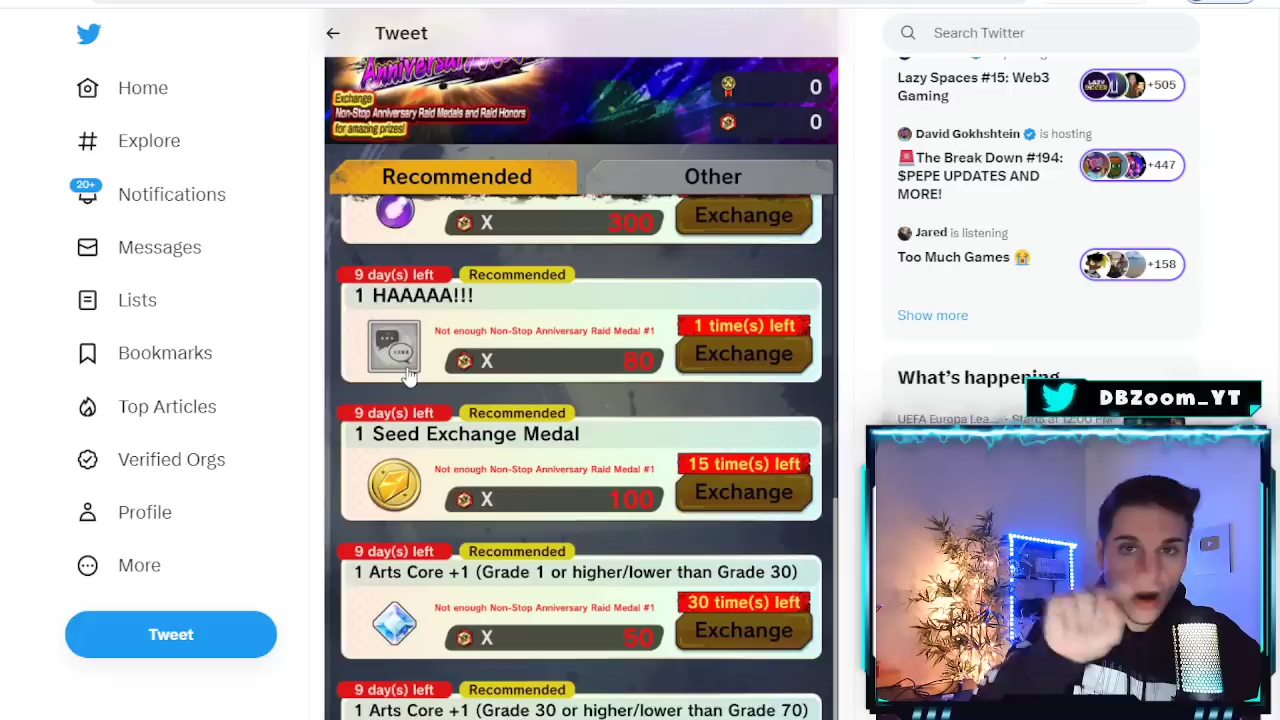 Home
Explore
20+
Notifications
Messages
Lists
Bookmarks
Top Articles
Verified Orgs
Profile
More
Tweet
Tweet
Exchange
Non-Stop Anniversary Raid Medals and Raid Honors
for amazing prizes!
0
0
Recommended
Other
X 300 Exchange
9 day(s) left Recommended
1 HAAAAA!!!
Not enough Non-Stop Anniversary Raid Medal #1
1 time(s) left
X 80 Exchange
9 day(s) left Recommended
1 Seed Exchange Medal
Not enough Non-Stop Anniversary Raid Medal #1
15 time(s) left
X 100 Exchange
9 day(s) left Recommended
1 Arts Core +1 (Grade 1 or higher/lower than Grade 30)
Not enough Non-Stop Anniversary Raid Medal #1
30 time(s) left
X 50 Exchange
9 day(s) left Recommended
1 Arts Core +1 (Grade 30 or higher/lower than Grade 70)
Search Twitter
Lazy Spaces #15: Web3
Gaming
+505
David Gokhshtein is hosting
🚨The Break Down #194:
$PEPE UPDATES AND
MORE!
+447
Jared is listening
Too Much Games 😭
+158
Show more
What's happening
UEFA Europa Lea...
DBZoom_YT